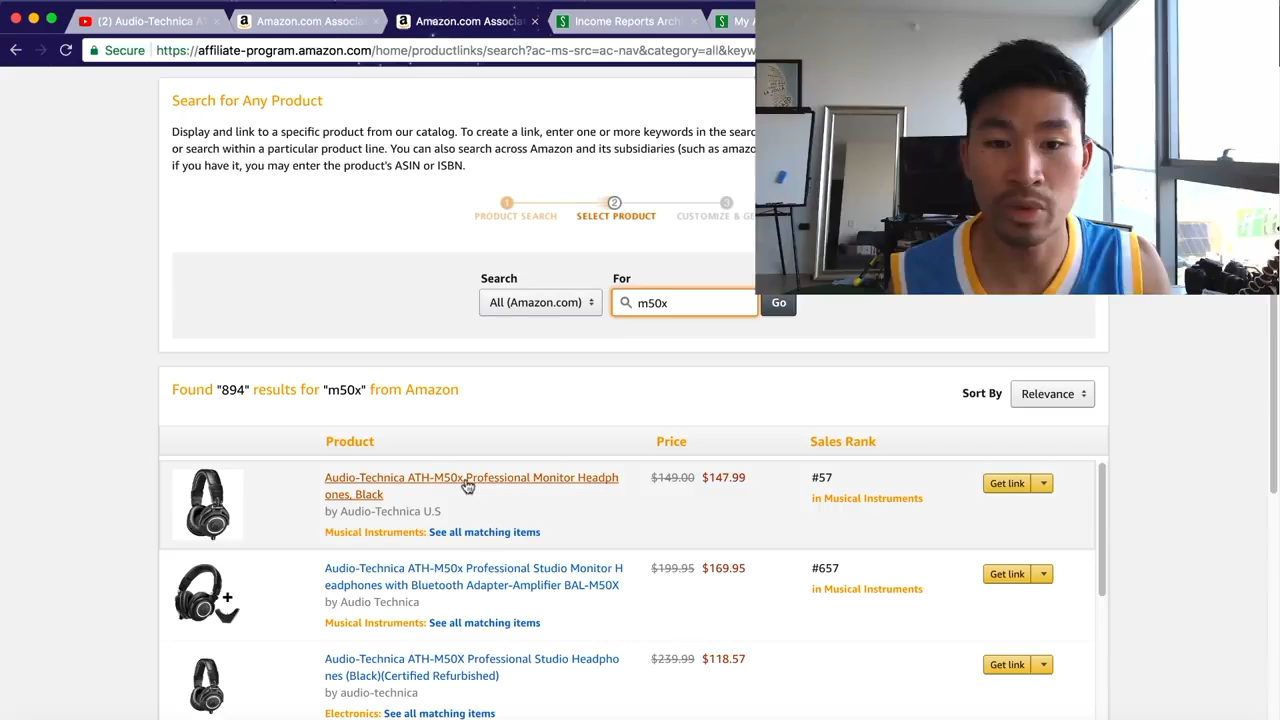 (2) Audio-Technica A
Amazon.com Associa
Amazon.com Associa
Income Reports Arch
My A
Secure
https://affiliate-program.amazon.com/home/productlinks/search?ac-ms-src=ac-nav&category=all&keyw
Search for Any Product
Display and link to a specific product from our catalog. To create a link, enter one or more keywords in the searc
or search within a particular product line. You can also search across Amazon and its subsidiaries (such as amazo
if you have it, you may enter the product's ASIN or ISBN.
1 2 3
PRODUCT SEARCH SELECT PRODUCT CUSTOMIZE & GE
Search For
All (Amazon.com) m50x Go
Found "894" results for "m50x" from Amazon
Sort By Relevance
Product Price Sales Rank
Audio-Technica ATH-M50x Professional Monitor Headph $149.00 $147.99 #57
Get link
ones, Black
in Musical Instruments
by Audio-Technica U.S
Musical Instruments: See all matching items
Audio-Technica ATH-M50x Professional Studio Monitor H $199.95 $169.95 #657
Get link
eadphones with Bluetooth Adapter-Amplifier BAL-M50X
in Musical Instruments
by Audio Technica
Musical Instruments: See all matching items
Audio-Technica ATH-M50X Professional Studio Headpho $239.99 $118.57
Get link
nes (Black)(Certified Refurbished)
by audio-technica
Electronics: See all matching items